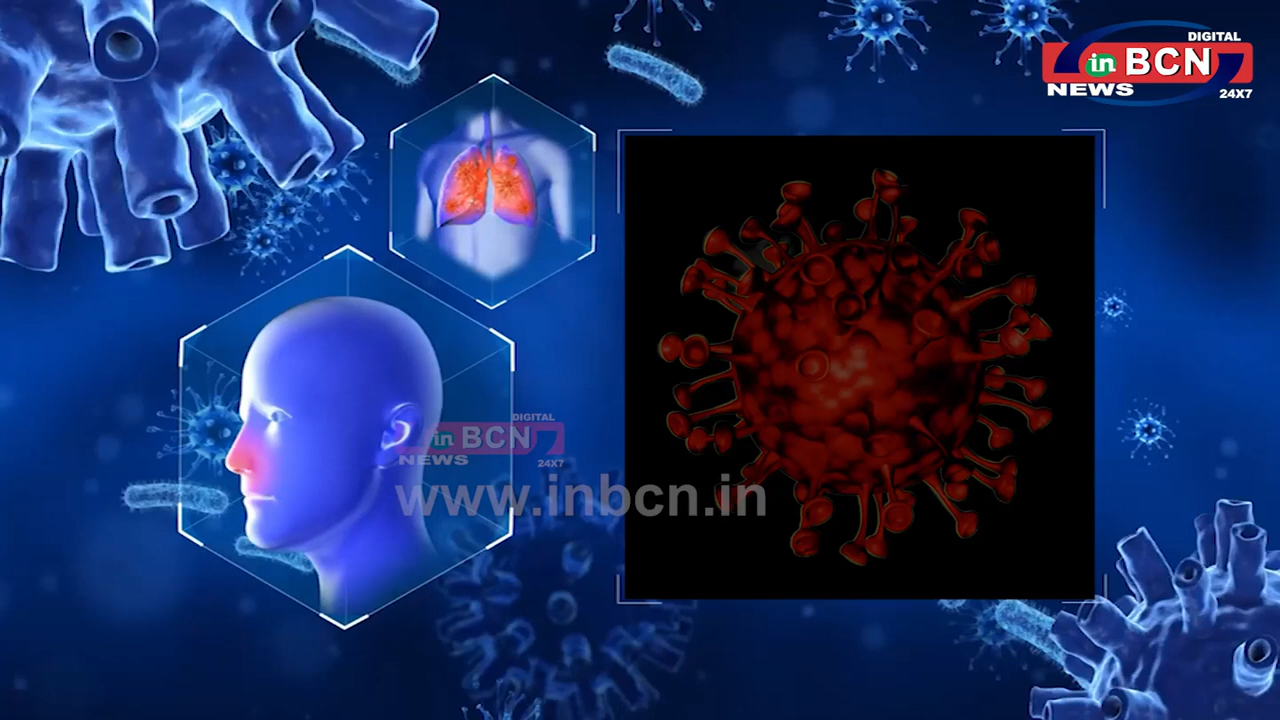 DIGITAL
in BCN
NEWS
24X7
DIGITAL
in BCN
NEWS
24X7
www.inbcn.in